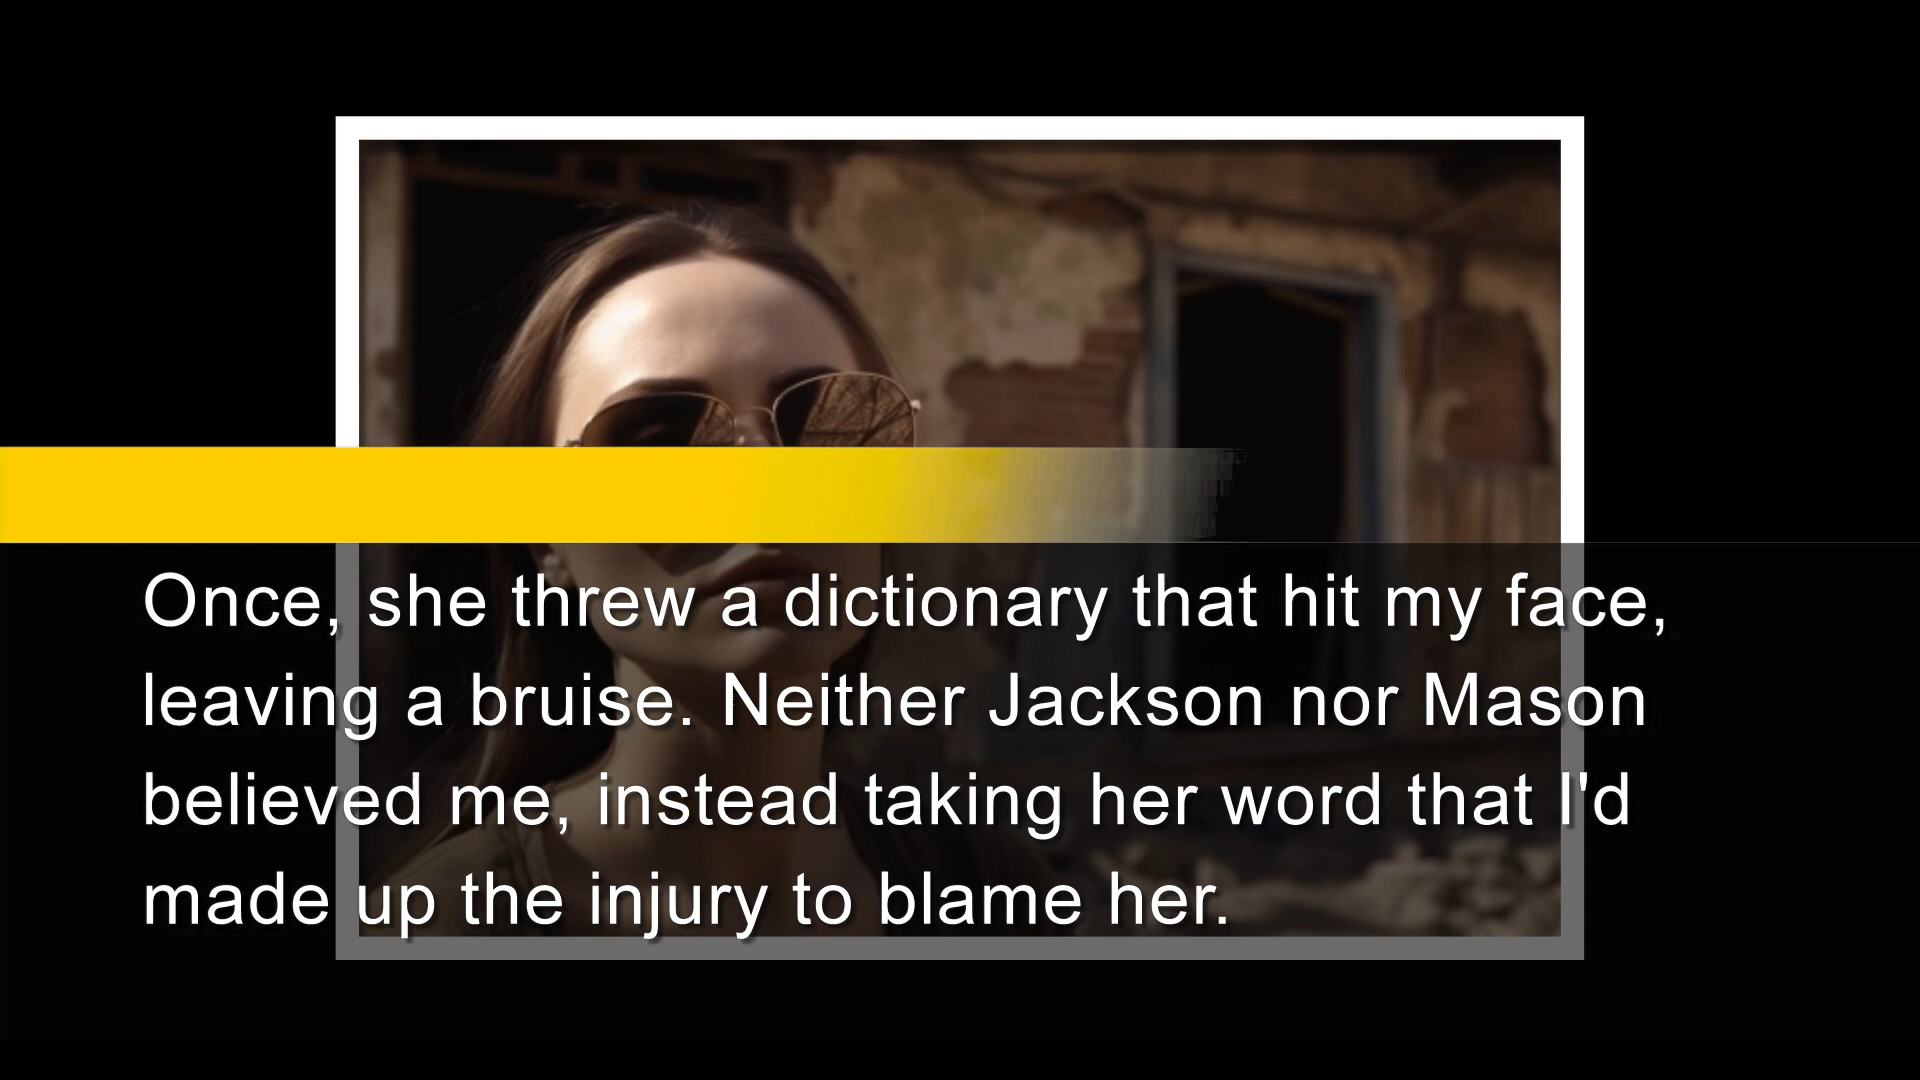 Once, she threw a dictionary that hit my face,
leaving a bruise. Neither Jackson nor Mason
believed me, instead taking her word that I'd
made up the injury to blame her.